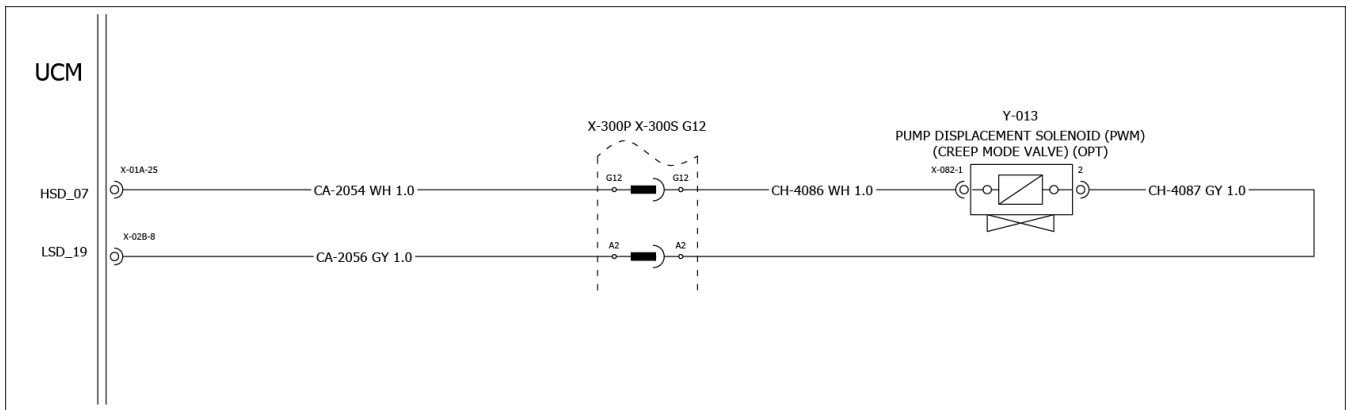 UCM
X-300P X-300S G12
Y-013
PUMP DISPLACEMENT SOLENOID (PWM)
(CREEP MODE VALVE) (OPT)
X-01A-25
G12
G12
X-082-1
2
HSD_07
CA-2054 WH 1.0
CH-4086 WH 1.0
CH-4087 GY 1.0
X-02B-8
A2
A2
LSD_19
CA-2056 GY 1.0